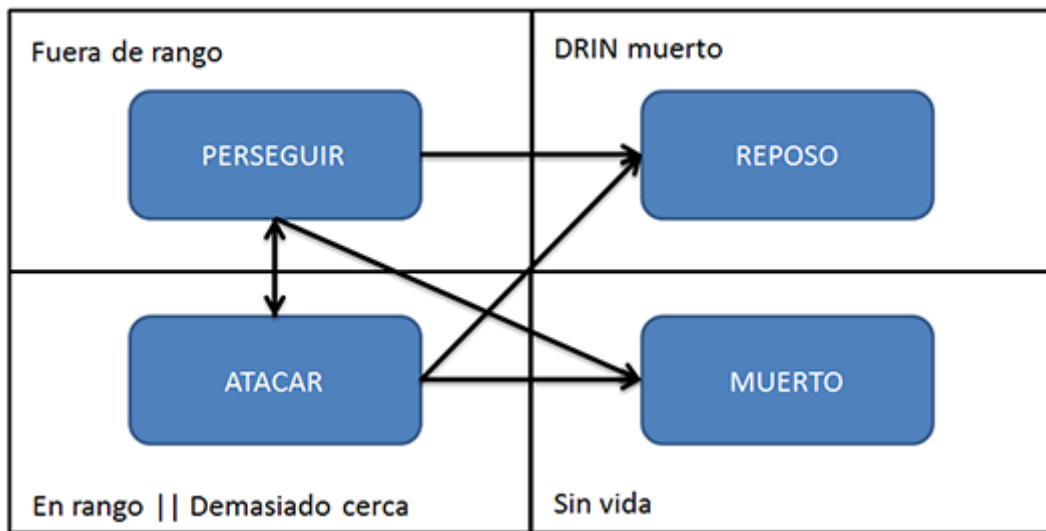 Fuera de rango
DRIN muerto
PERSEGUIR
REPOSO
ATACAR
MUERTO
En rango || Demasiado cerca
Sin vida